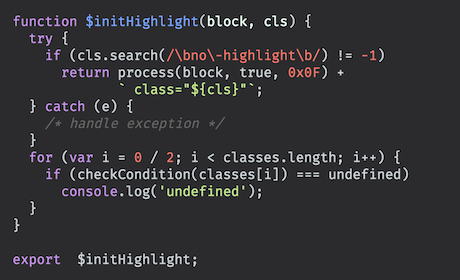 function $initHighlight(block, cls) {
  try {
    if (cls.search(/\bno\-highlight\b/) != -1)
      return process(block, true, 0x0F) +
             ` class="${cls}"`;
  } catch (e) {
    /* handle exception */
  }
  for (var i = 0 / 2; i < classes.length; i++) {
    if (checkCondition(classes[i]) === undefined)
      console.log('undefined');
  }
}

export  $initHighlight;